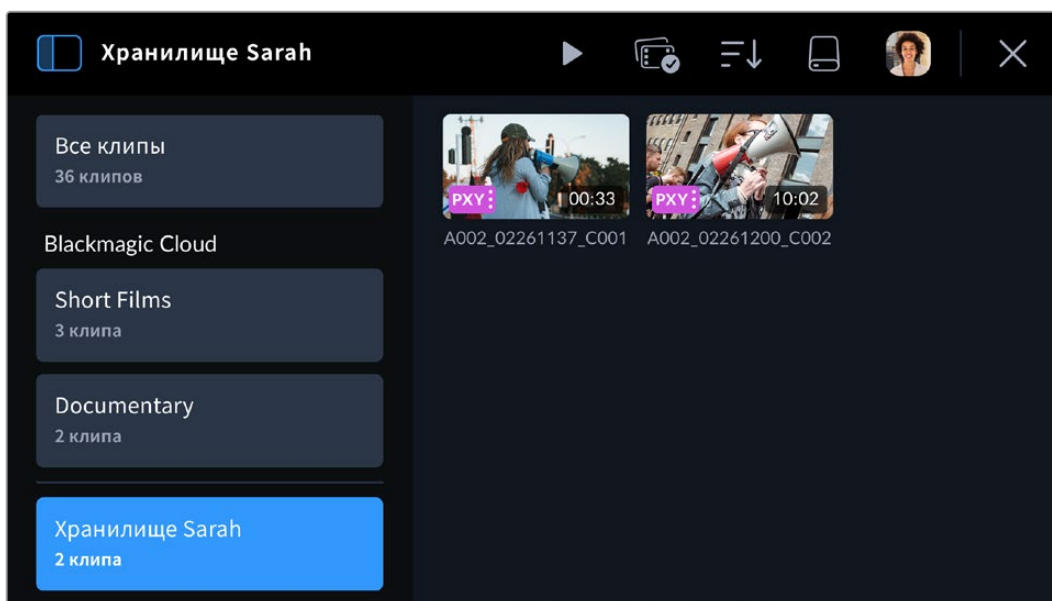 Хранилище Sarah
Все клипы
36 клипов
Blackmagic Cloud
Short Films
3 клипа
Documentary
2 клипа
Хранилище Sarah
2 клипа
PXY 00:33
A002_02261137_C001
PXY 10:02
A002_02261200_C002